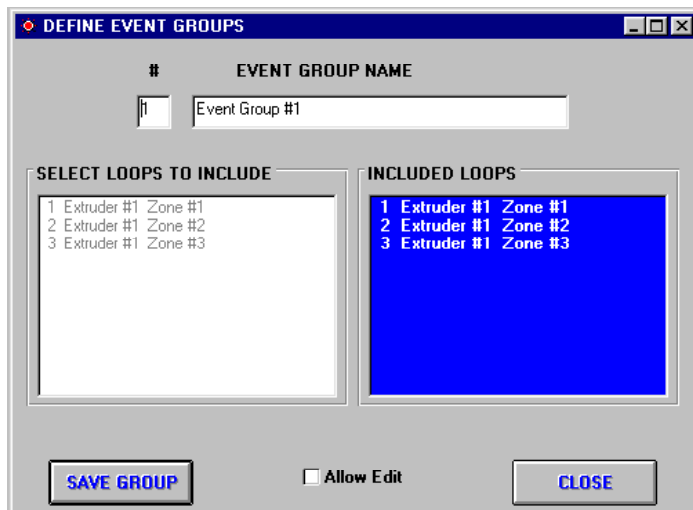 DEFINE EVENT GROUPS
# EVENT GROUP NAME
1 Event Group #1
SELECT LOOPS TO INCLUDE
1 Extruder #1 Zone #1
2 Extruder #1 Zone #2
3 Extruder #1 Zone #3
INCLUDED LOOPS
1 Extruder #1 Zone #1
2 Extruder #1 Zone #2
3 Extruder #1 Zone #3
SAVE GROUP
Allow Edit
CLOSE